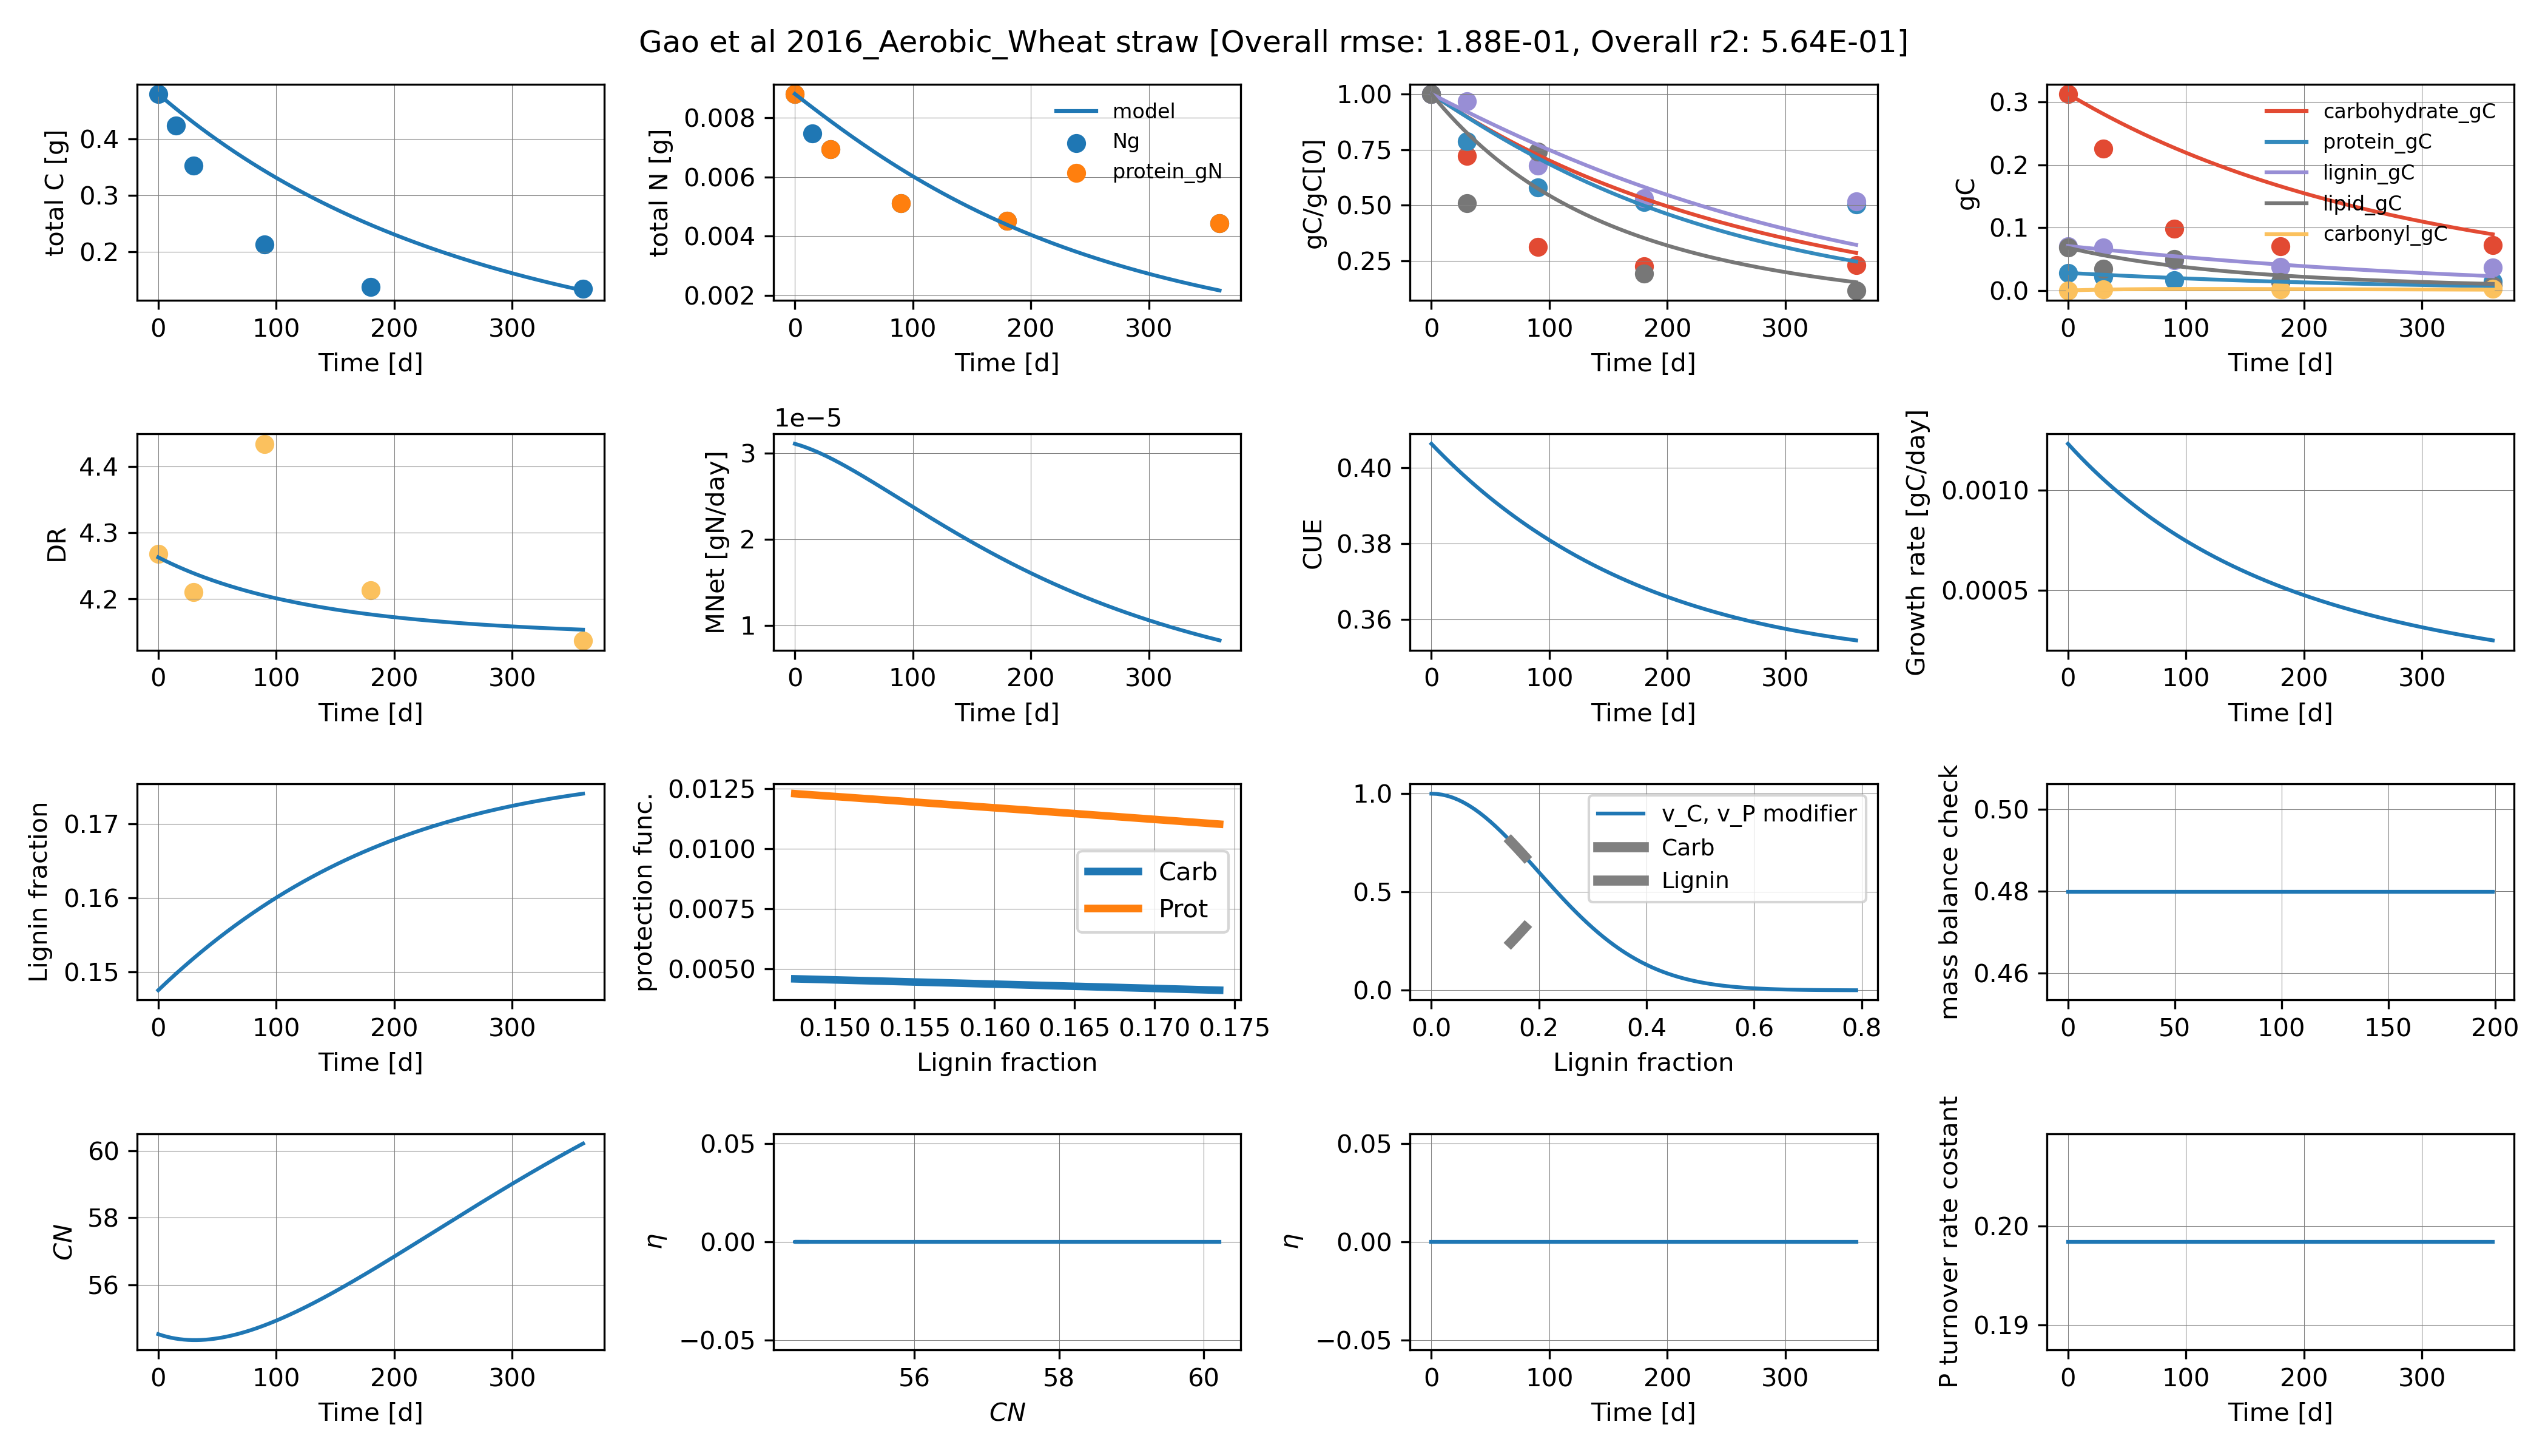 Gao et al 2016_Aerobic_Wheat straw [Overall rmse: 1.88E-01, Overall r2: 5.64E-01]
total C [g]
0.4
0.3
0.2
0 100 200 300
Time [d]
total N [g]
0.008
0.006
0.004
0.002
model
Ng
protein_gN
0 100 200 300
Time [d]
gC/gC[0]
1.00
0.75
0.50
0.25
0 100 200 300
Time [d]
gC
0.3
0.2
0.1
0.0
carbohydrate_gC
protein_gC
lignin_gC
lipid_gC
carbonyl_gC
0 100 200 300
Time [d]
DR
4.4
4.3
4.2
0 100 200 300
Time [d]
1e−5
MNet [gN/day]
3
2
1
0 100 200 300
Time [d]
CUE
0.40
0.38
0.36
0 100 200 300
Time [d]
Growth rate [gC/day]
0.0010
0.0005
0 100 200 300
Time [d]
Lignin fraction
0.17
0.16
0.15
0 100 200 300
Time [d]
protection func.
0.0125
0.0100
0.0075
0.0050
Carb
Prot
0.150 0.155 0.160 0.165 0.170 0.175
Lignin fraction
1.0
0.5
0.0
v_C, v_P modifier
Carb
Lignin
0.0 0.2 0.4 0.6 0.8
Lignin fraction
mass balance check
0.50
0.48
0.46
0 50 100 150 200
CN
60
58
56
0 100 200 300
Time [d]
η
0.05
0.00
−0.05
56 58 60
CN
η
0.05
0.00
−0.05
0 100 200 300
Time [d]
P turnover rate costant
0.20
0.19
0 100 200 300
Time [d]